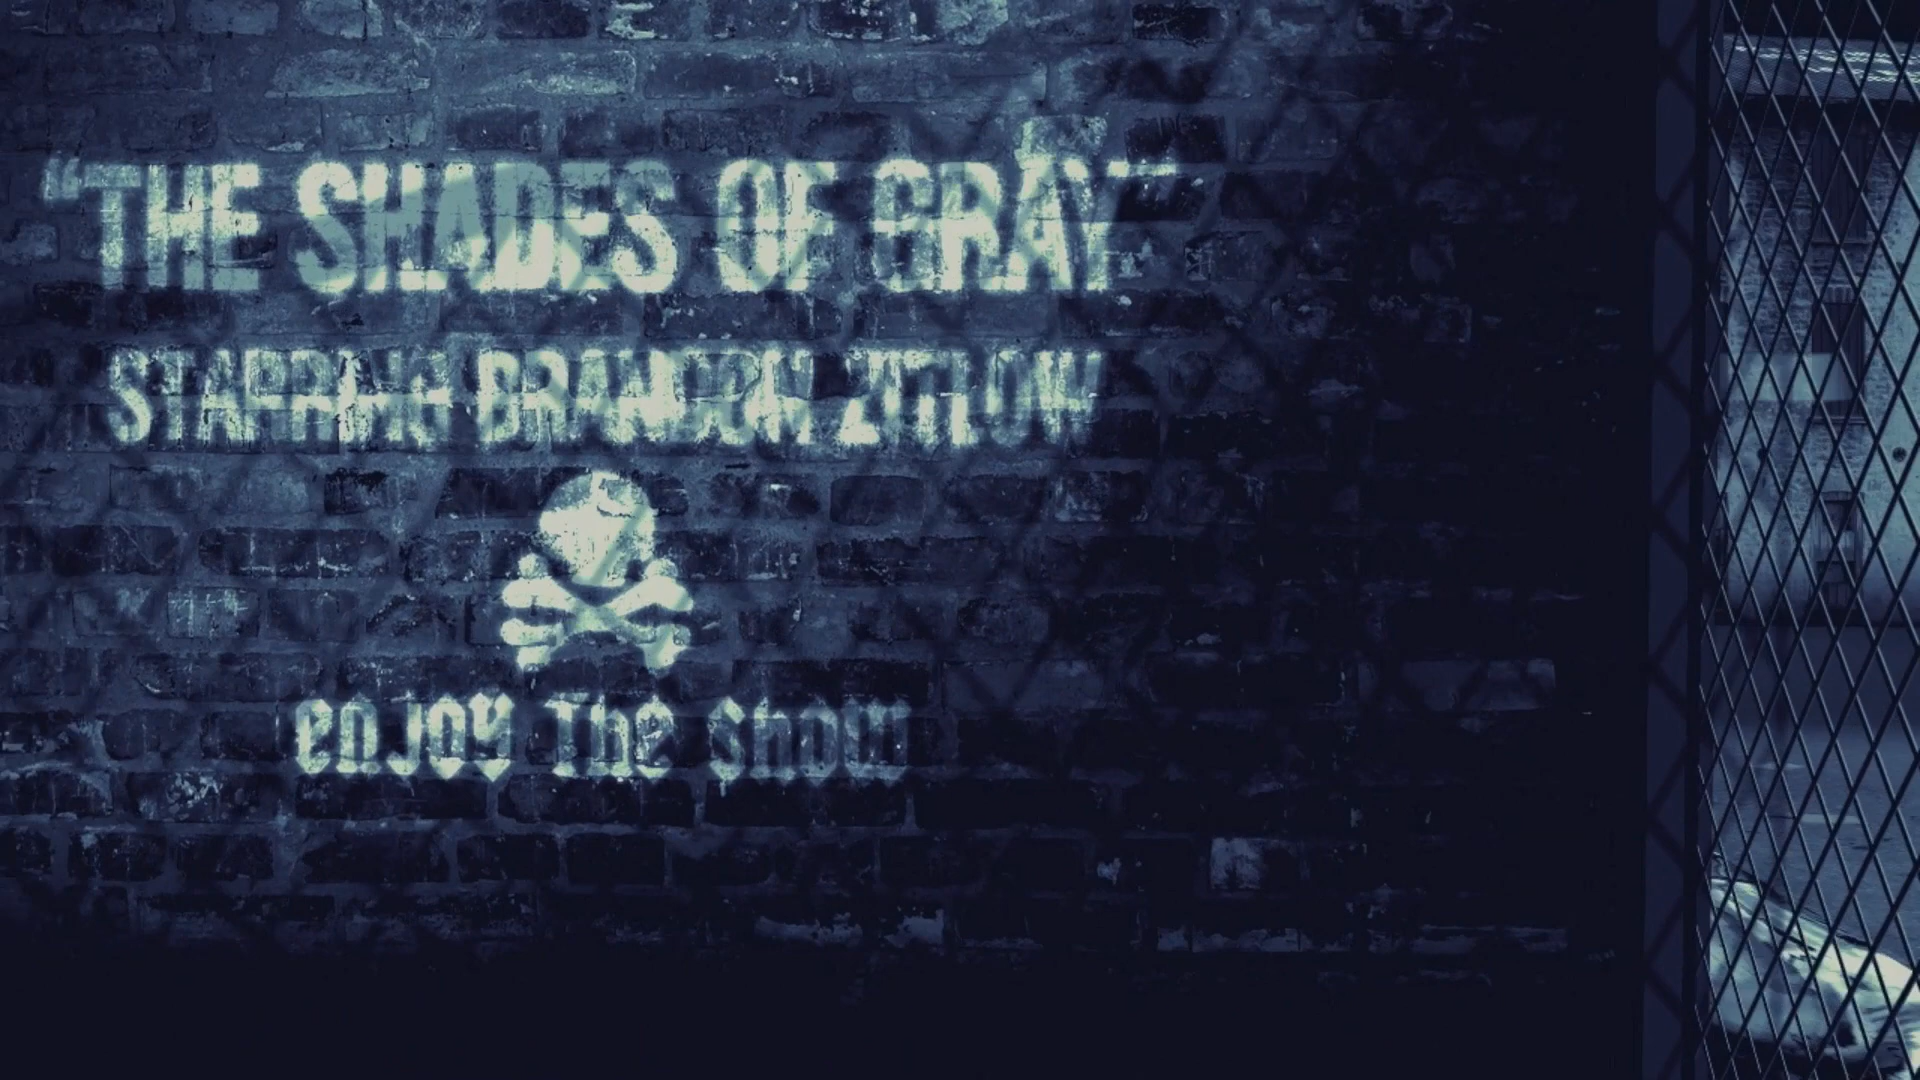 "THE SHADES OF GRAY"
STARRING BRANDON ZITLOW
enjoy The Show